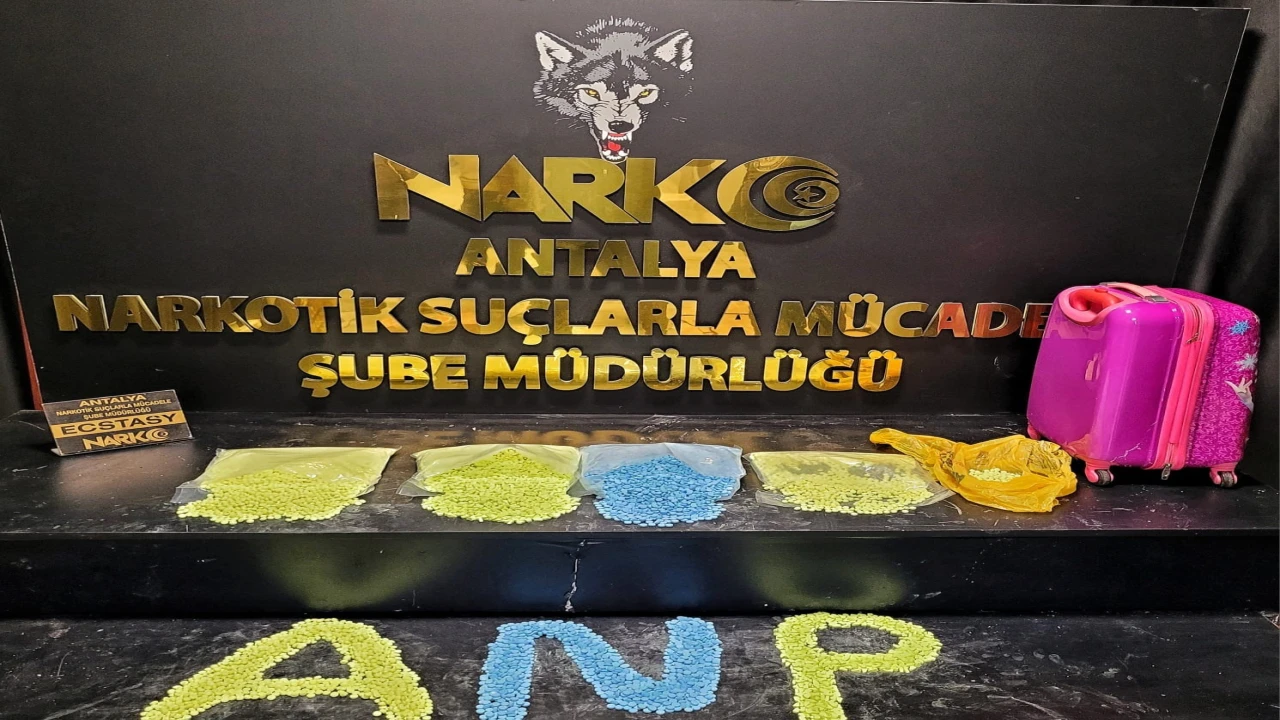 NARKO
ANTALYA
NARKOTİK SUÇLARLA MÜCADE
ŞUBE MÜDÜRLÜĞÜ
ANTALYA
NARKOTİK SUÇLARLA MÜCADELE
ŞUBE MÜDÜRLÜĞÜ
ECSTASY
NARKO
ANP